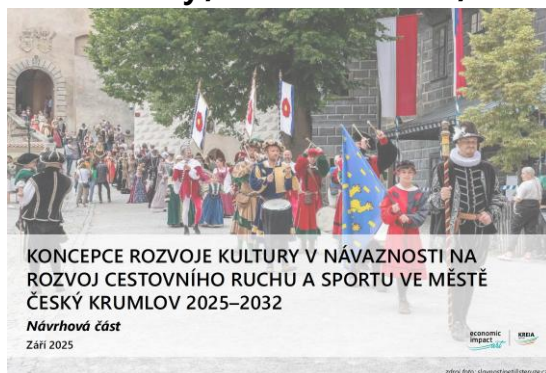 KONCEPCE ROZVOJE KULTURY V NÁVAZNOSTI NA
ROZVOJ CESTOVNÍHO RUCHU A SPORTU VE MĚSTĚ
ČESKÝ KRUMLOV 2025–2032
Návrhová část
Září 2025
economic
impact
KREIA